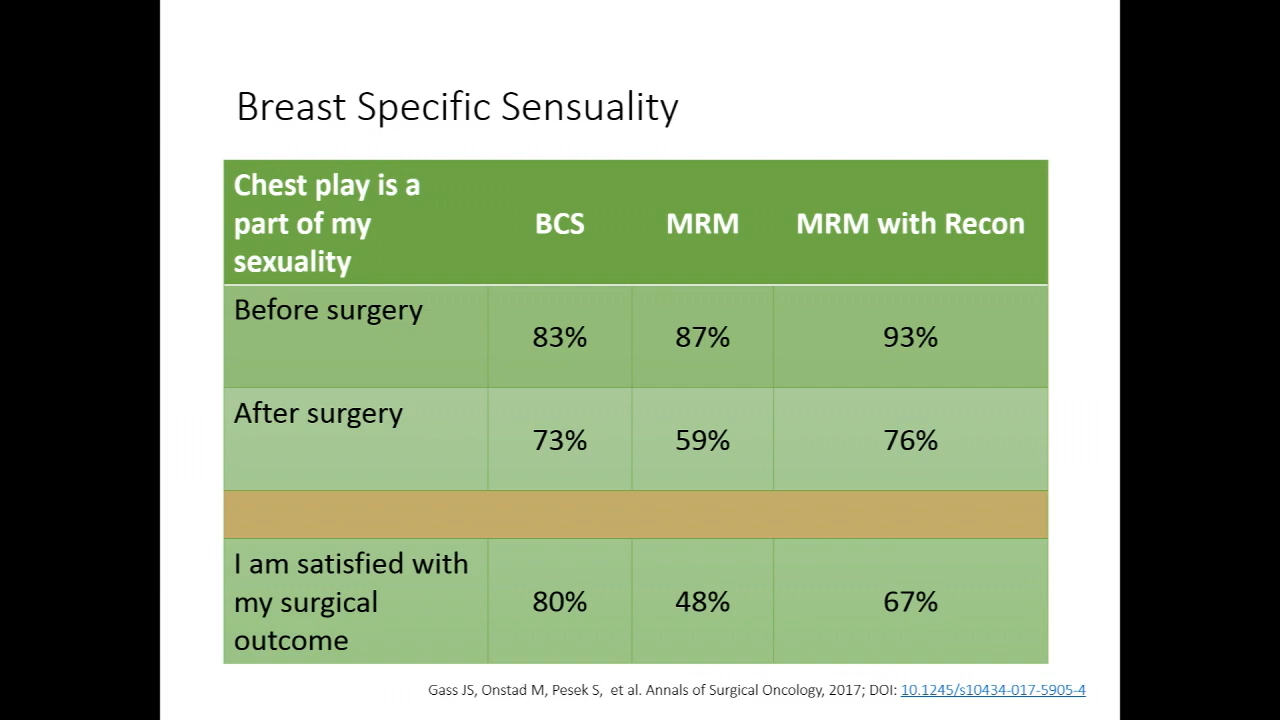 Breast Specific Sensuality
Chest play is a
part of my
sexuality
BCS
MRM
MRM with Recon
Before surgery
83%
87%
93%
After surgery
73%
59%
76%
I am satisfied with
my surgical
outcome
80%
48%
67%
Gass JS, Onstad M, Pesek S,  et al. Annals of Surgical Oncology, 2017; DOI: 10.1245/s10434-017-5905-4